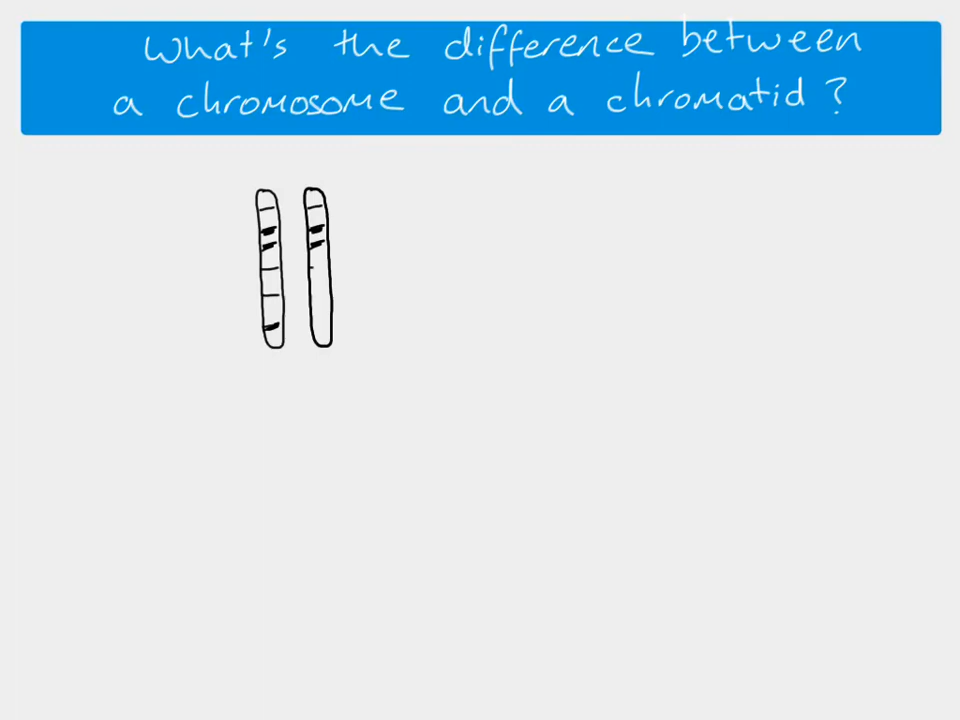 What's the difference between
a chromosome and a chromatid ?